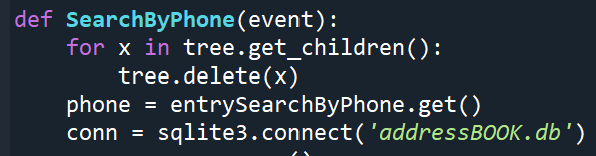 def SearchByPhone(event):
    for x in tree.get_children():
        tree.delete(x)
    phone = entrySearchByPhone.get()
    conn = sqlite3.connect('addressBOOK.db')